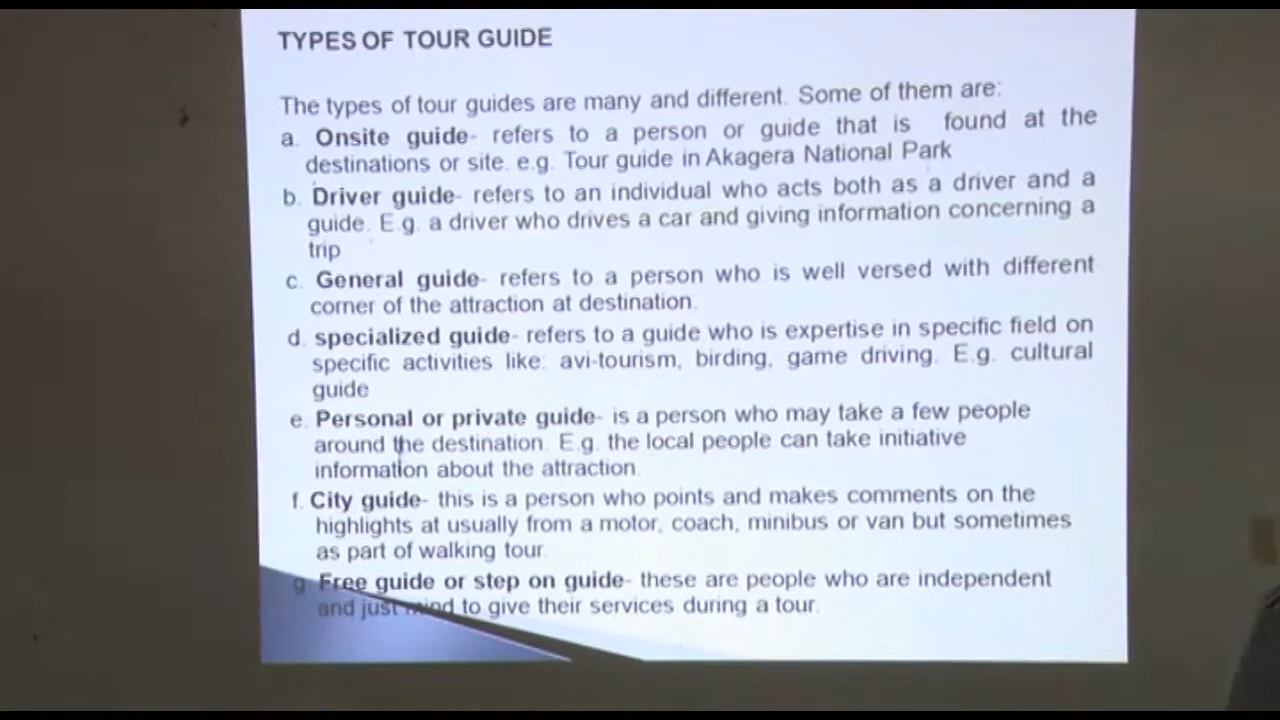 TYPES OF TOUR GUIDE
The types of tour guides are many and different. Some of them are:
a. Onsite guide- refers to a person or guide that is found at the
destinations or site. e.g. Tour guide in Akagera National Park
b. Driver guide- refers to an individual who acts both as a driver and a
guide. E.g. a driver who drives a car and giving information concerning a
trip
c. General guide- refers to a person who is well versed with different
corner of the attraction at destination.
d. specialized guide- refers to a guide who is expertise in specific field on
specific activities like: avi-tourism, birding, game driving. E.g. cultural
guide
e. Personal or private guide- is a person who may take a few people
around the destination. E.g. the local people can take initiative
information about the attraction.
f. City guide- this is a person who points and makes comments on the
highlights at usually from a motor, coach, minibus or van but sometimes
as part of walking tour.
g. Free guide or step on guide- these are people who are independent
and just mind to give their services during a tour.